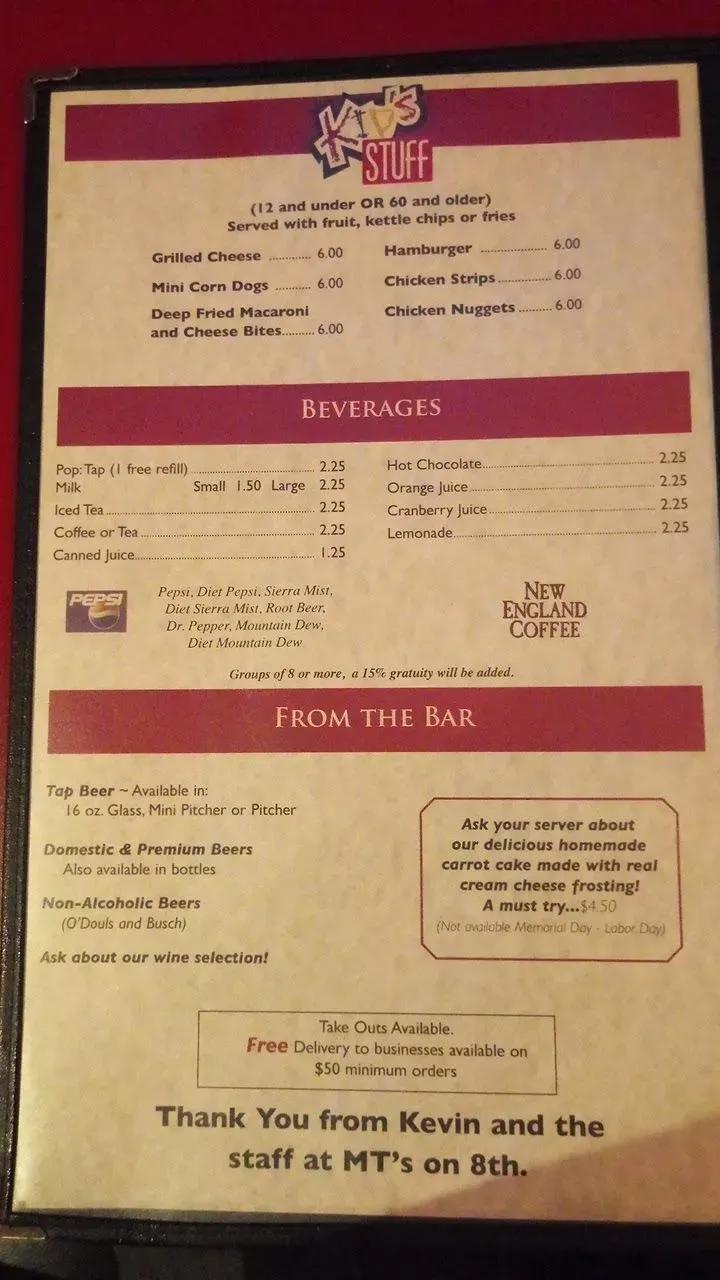 KID'S
STUFF
(12 and under OR 60 and older)
Served with fruit, kettle chips or fries
Grilled Cheese ............ 6.00
Mini Corn Dogs .......... 6.00
Deep Fried Macaroni
and Cheese Bites.......... 6.00
Hamburger .................. 6.00
Chicken Strips.............. 6.00
Chicken Nuggets ......... 6.00
BEVERAGES
Pop: Tap (1 free refill) .......... 2.25
Milk Small 1.50 Large 2.25
Iced Tea .......... 2.25
Coffee or Tea .......... 2.25
Canned Juice.......... 1.25
Hot Chocolate.......... 2.25
Orange Juice.......... 2.25
Cranberry Juice.......... 2.25
Lemonade.......... 2.25
PEPSI
Pepsi, Diet Pepsi, Sierra Mist,
Diet Sierra Mist, Root Beer,
Dr. Pepper, Mountain Dew,
Diet Mountain Dew
NEW
ENGLAND
COFFEE
Groups of 8 or more, a 15% gratuity will be added.
FROM THE BAR
Tap Beer ~ Available in:
16 oz. Glass, Mini Pitcher or Pitcher
Domestic & Premium Beers
Also available in bottles
Non-Alcoholic Beers
(O'Douls and Busch)
Ask about our wine selection!
Ask your server about
our delicious homemade
carrot cake made with real
cream cheese frosting!
A must try...$4.50
(Not available Memorial Day - Labor Day)
Take Outs Available.
Free Delivery to businesses available on
$50 minimum orders
Thank You from Kevin and the
staff at MT's on 8th.